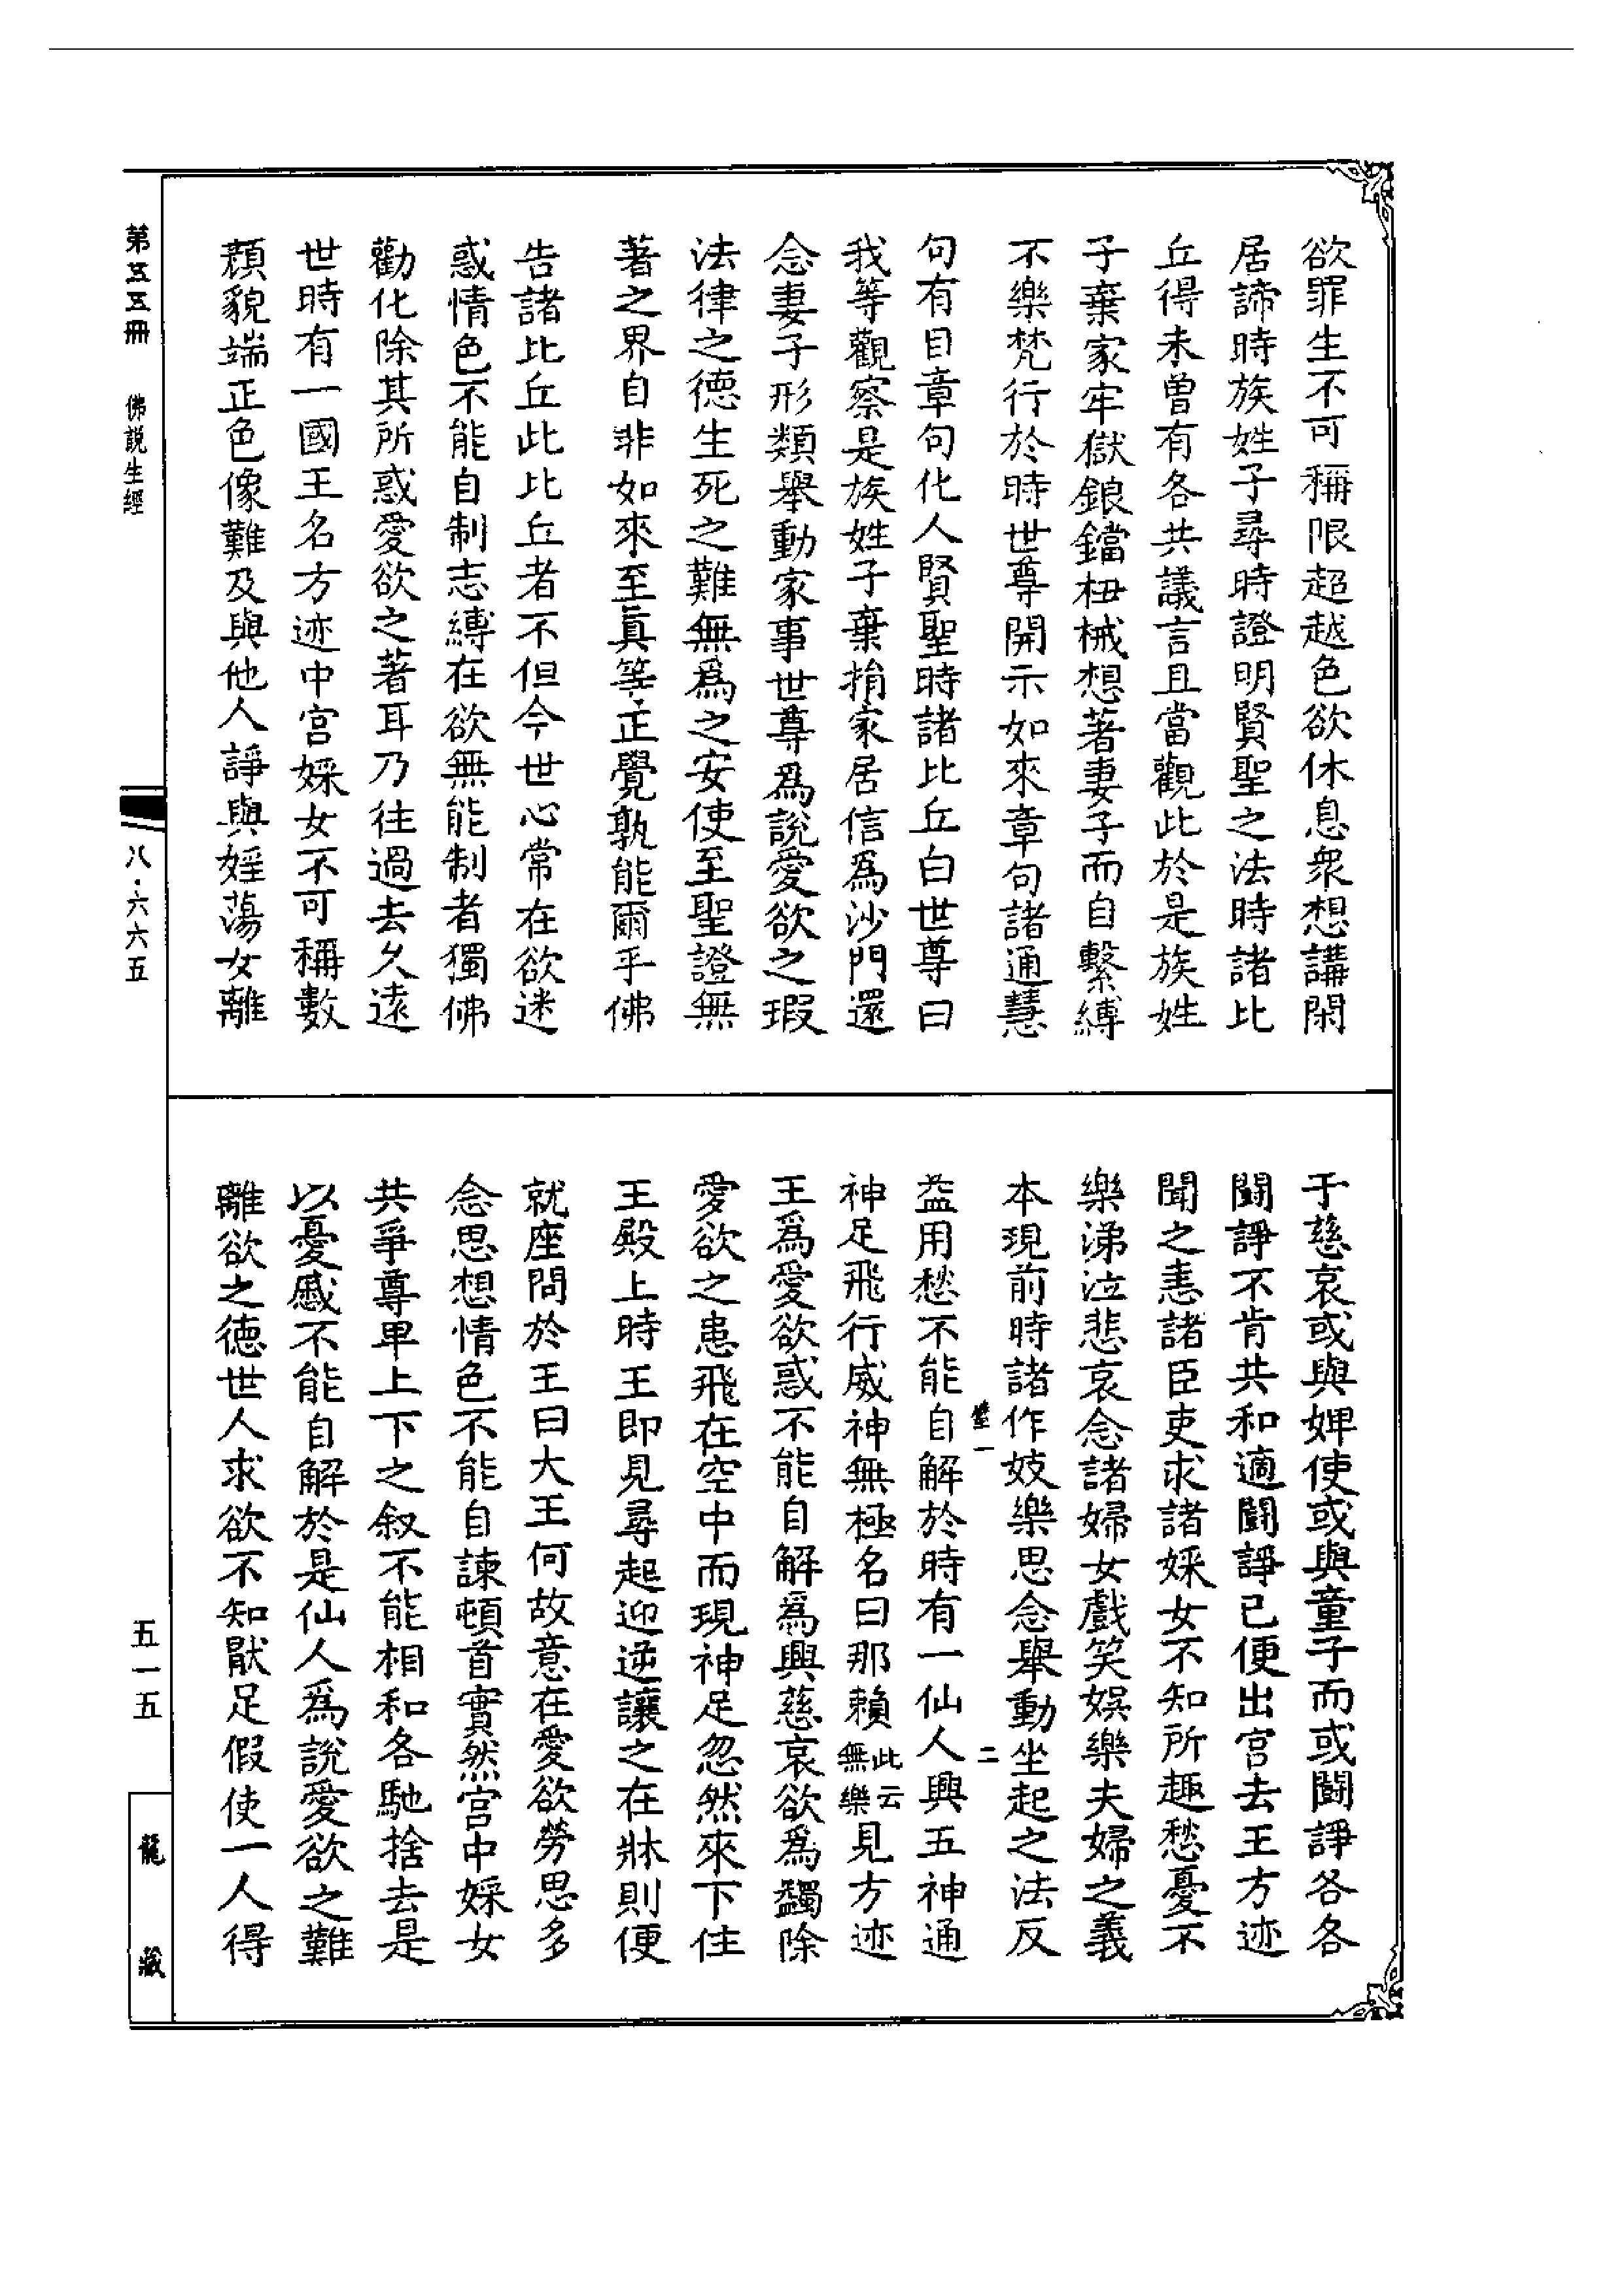 欲罪生不可稱限超越色欲休息衆想講閑
居諦時族姓子尋時證明賢聖之法時諸比
丘得未曾有各共議言且當觀此於是族姓
子棄家牢獄鋃鐺杻械想著妻子而自繫縛
不樂梵行於時世尊開示如來章句諸通慧
句有目章句化人賢聖時諸比丘白世尊曰
我等觀察是族姓子棄捐家居信爲沙門還
念妻子形類舉動家事世尊爲說愛欲之瑕
法律之德生死之難無爲之安使至聖證無
著之界自非如來至眞等正覺孰能爾乎佛
告諸比丘此比丘者不但今世心常在欲迷
惑情色不能自制志縛在欲無能制者獨佛
勸化除其所惑愛欲之著耳乃往過去久遠
世時有一國王名方迹中宮婇女不可稱數
顏貌端正色像難及與他人諍與婬蕩女離
于慈哀或與婢使或與童子而或鬪諍各各
鬪諍不肯共和適鬪諍已便出宮去王方迹
聞之恚諸臣吏求諸婇女不知所趣愁憂不
樂涕泣悲哀念諸婦女戲笑娛樂夫婦之義
本現前時諸作妓樂思念舉動坐起之法反
一
二
益用愁不能自解於時有一仙人興五神通
神足飛行威神無極名曰那賴此云無樂見方迹
王爲愛欲惑不能自解爲興慈哀欲爲蠲除
愛欲之患飛在空中而現神足忽然來下住
王殿上時王即見尋起迎逆讓之在牀則便
就座問於王曰大王何故意在愛欲勞思多
念思想情色不能自諫頓首實然宮中婇女
共爭尊卑上下之叙不能相和各馳捨去是
以憂慼不能自解於是仙人爲說愛欲之難
離欲之德世人求欲不知厭足假使一人得
第五五冊 佛說生經
八·六六五
五一五
龍藏